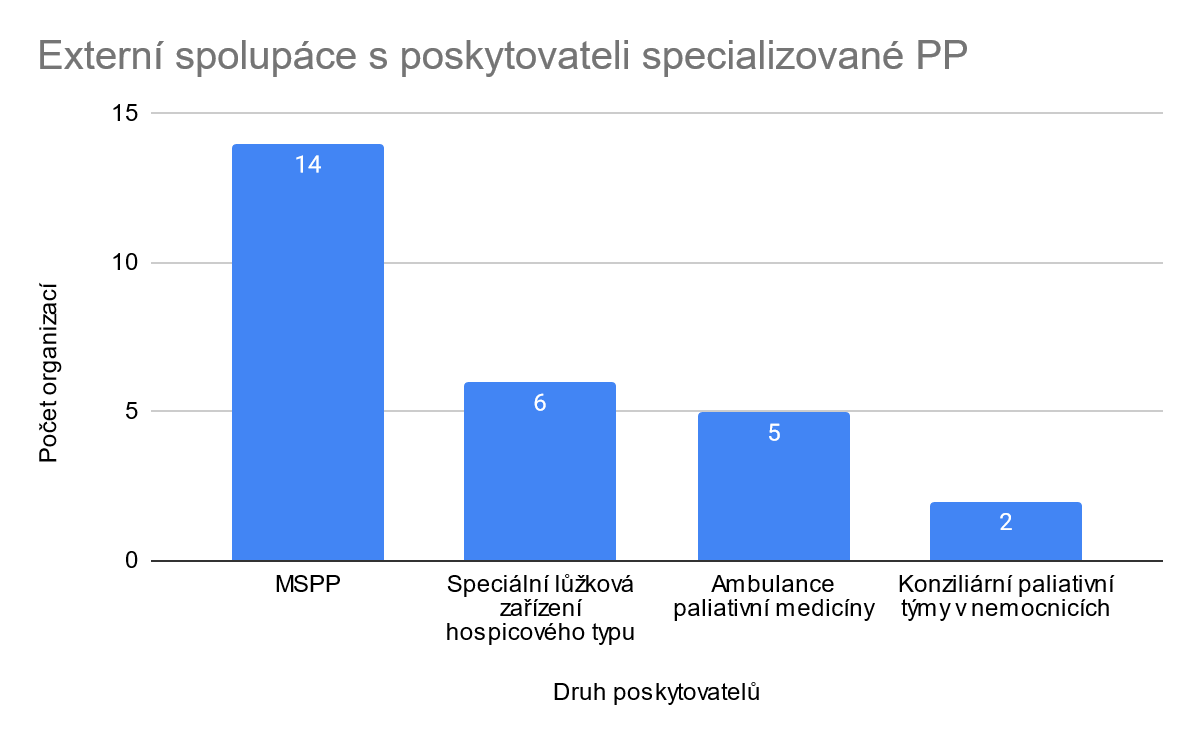 Externí spolupáce s poskytovateli specializované PP
15
10
5
0
Počet organizací
14
6
5
2
MSPP
Speciální lůžková
zařízení
hospicového typu
Ambulance
paliativní medicíny
Konziliární paliativní
týmy v nemocnicích
Druh poskytovatelů